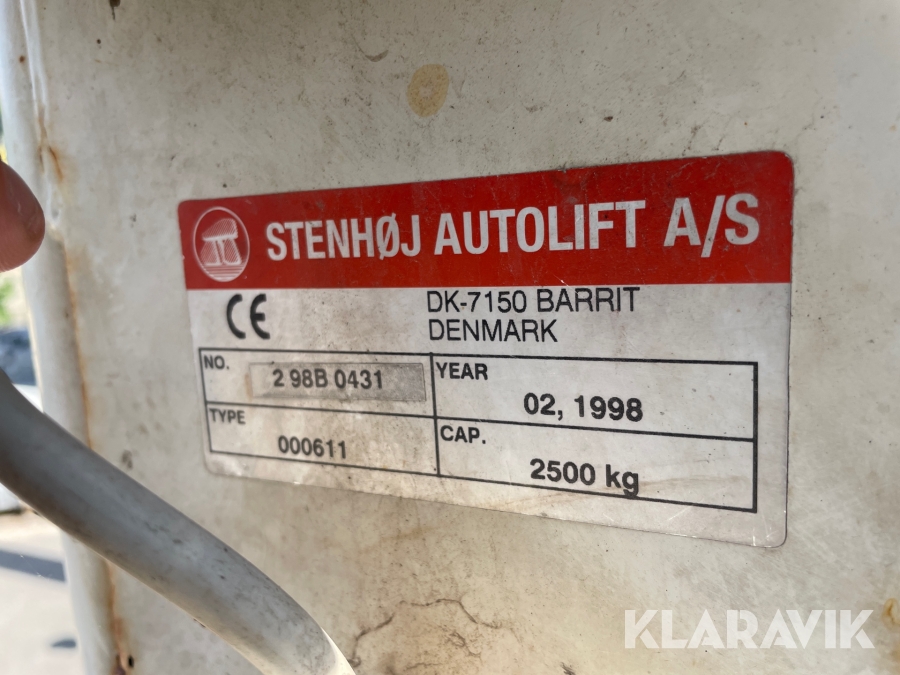 STENHØJ AUTOLIFT A/S
CE
DK-7150 BARRIT
DENMARK
NO. 2 98B 0431
YEAR 02, 1998
TYPE 000611
CAP. 2500 kg
KLARAVIK